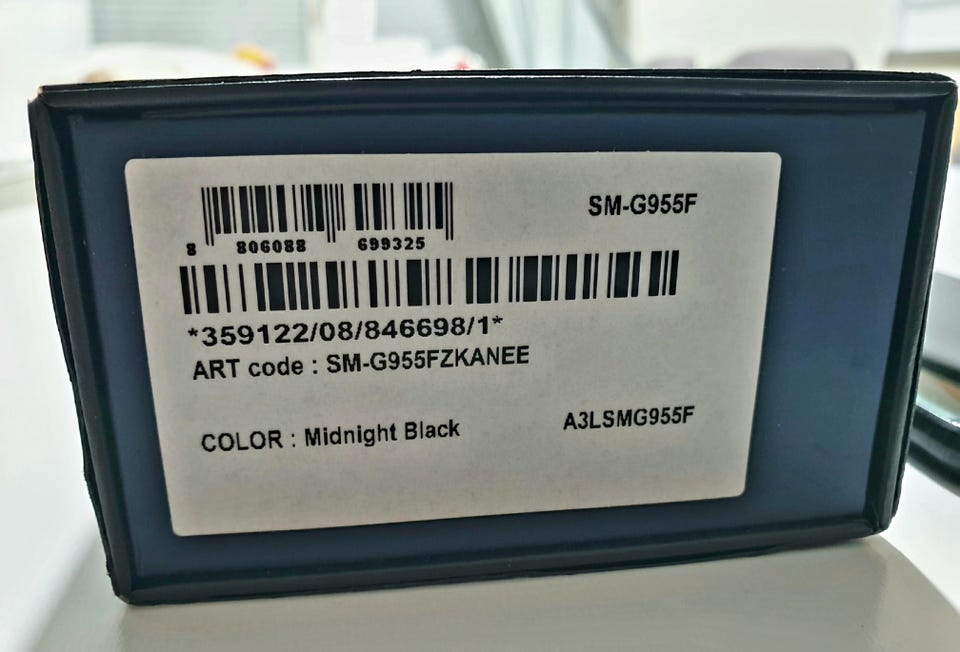 SM-G955F
8 806088 699325
*359122/08/846698/1*
ART code : SM-G955FZKANEE
COLOR : Midnight Black
A3LSMG955F